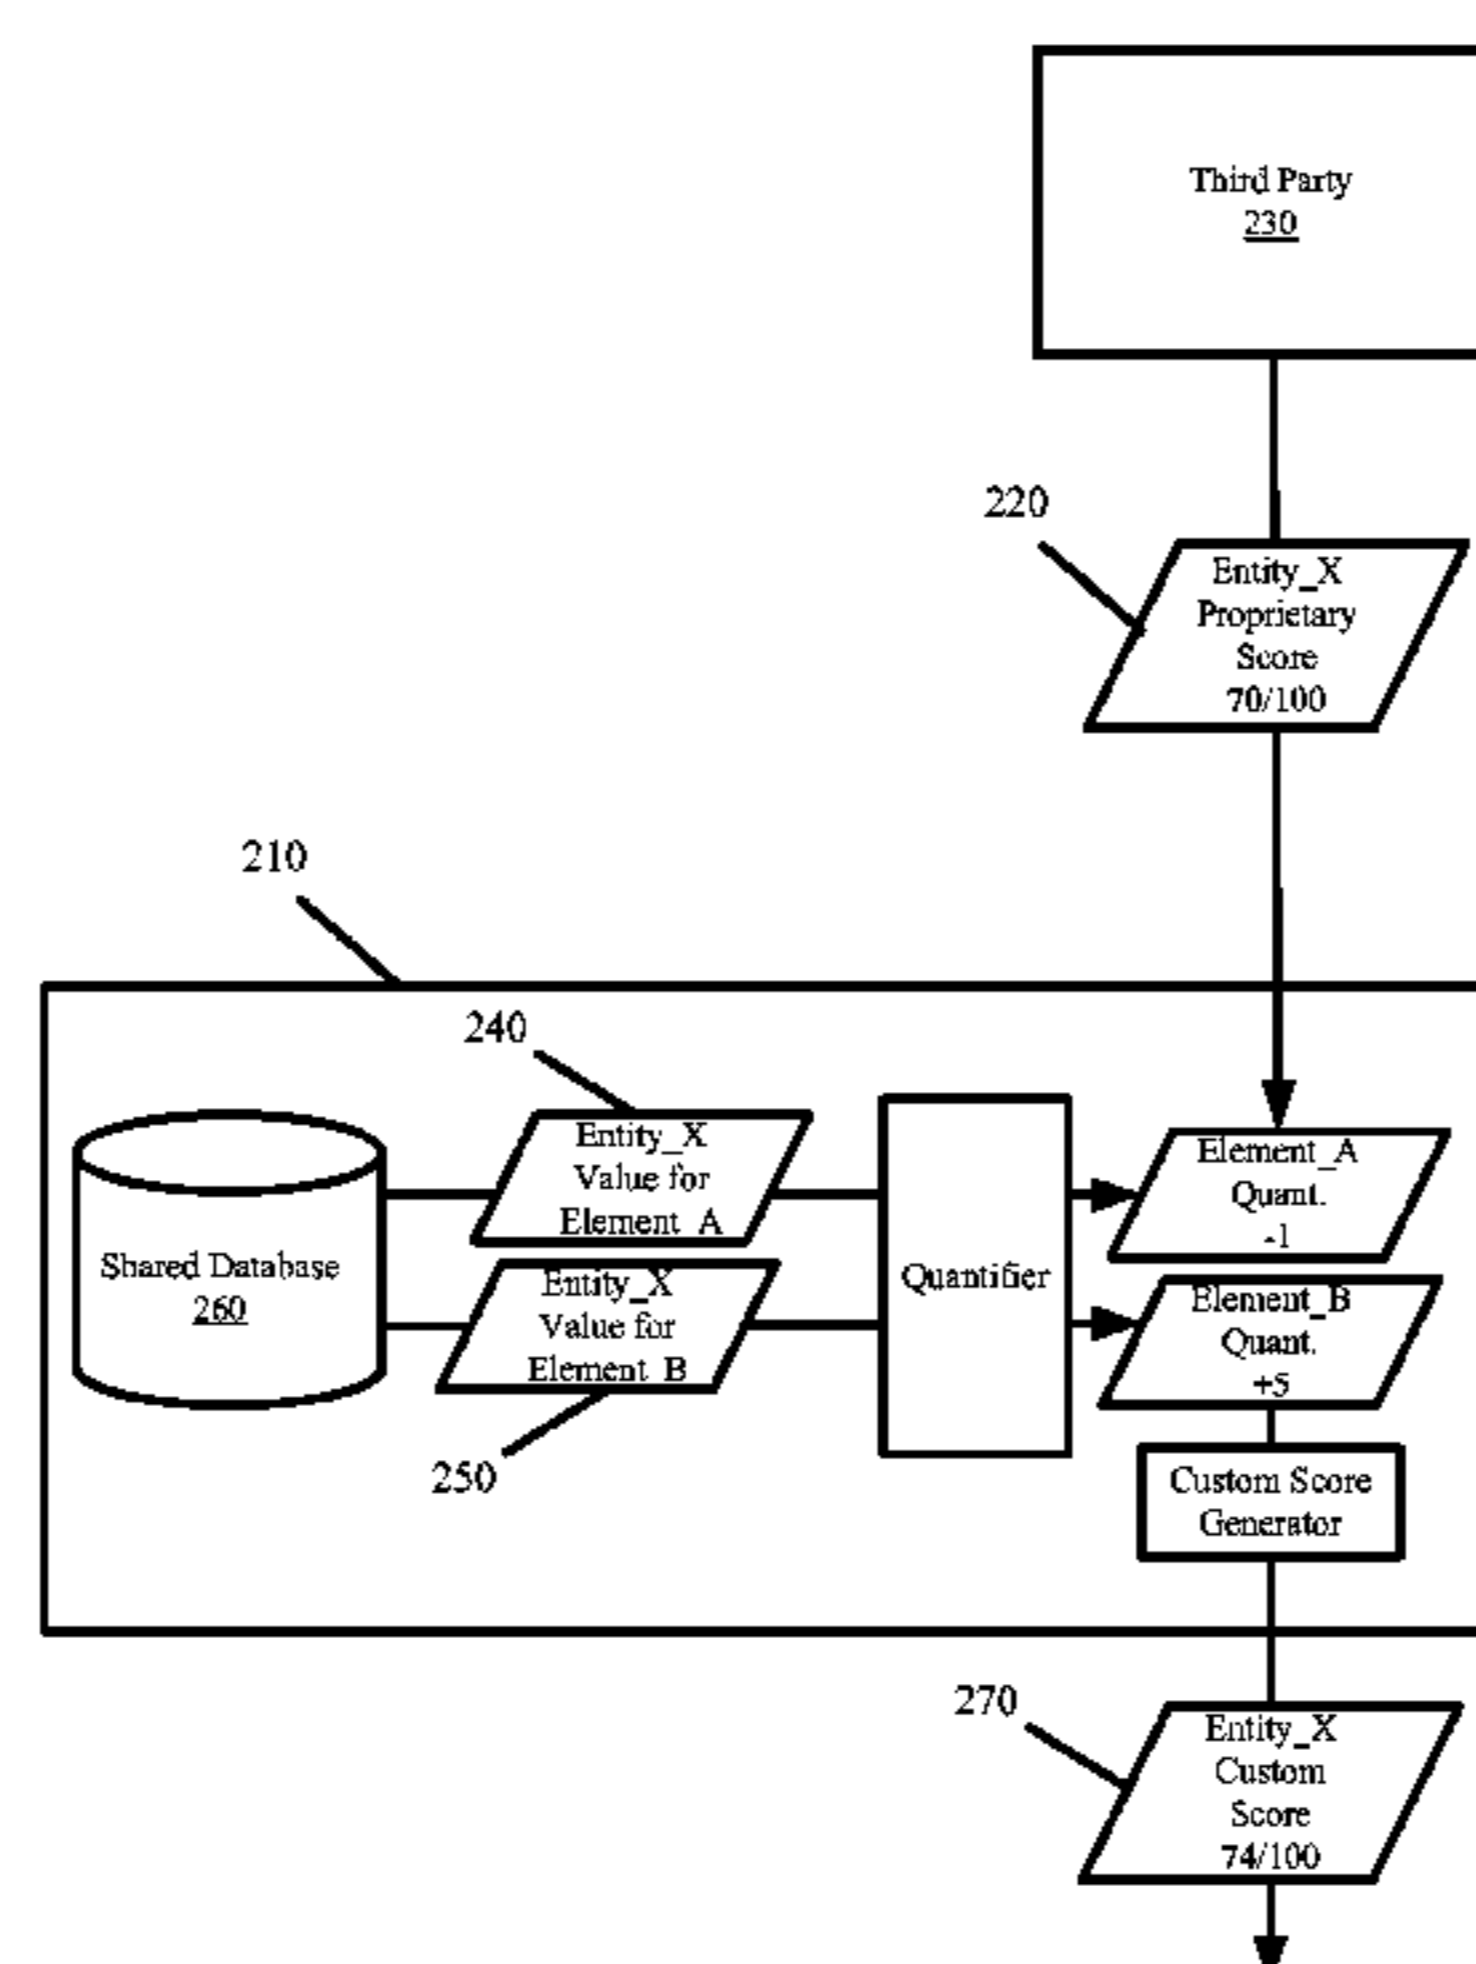 Third Party
230
220
Entity_X
Proprietary
Score
70/100
210
240
Entity_X
Value for
Element_A
Shared Database
260
Entity_X
Value for
Element_B
250
Quantifier
Element_A
Quant.
-1
Element_B
Quant.
+5
Custom Score
Generator
270
Entity_X
Custom
Score
74/100